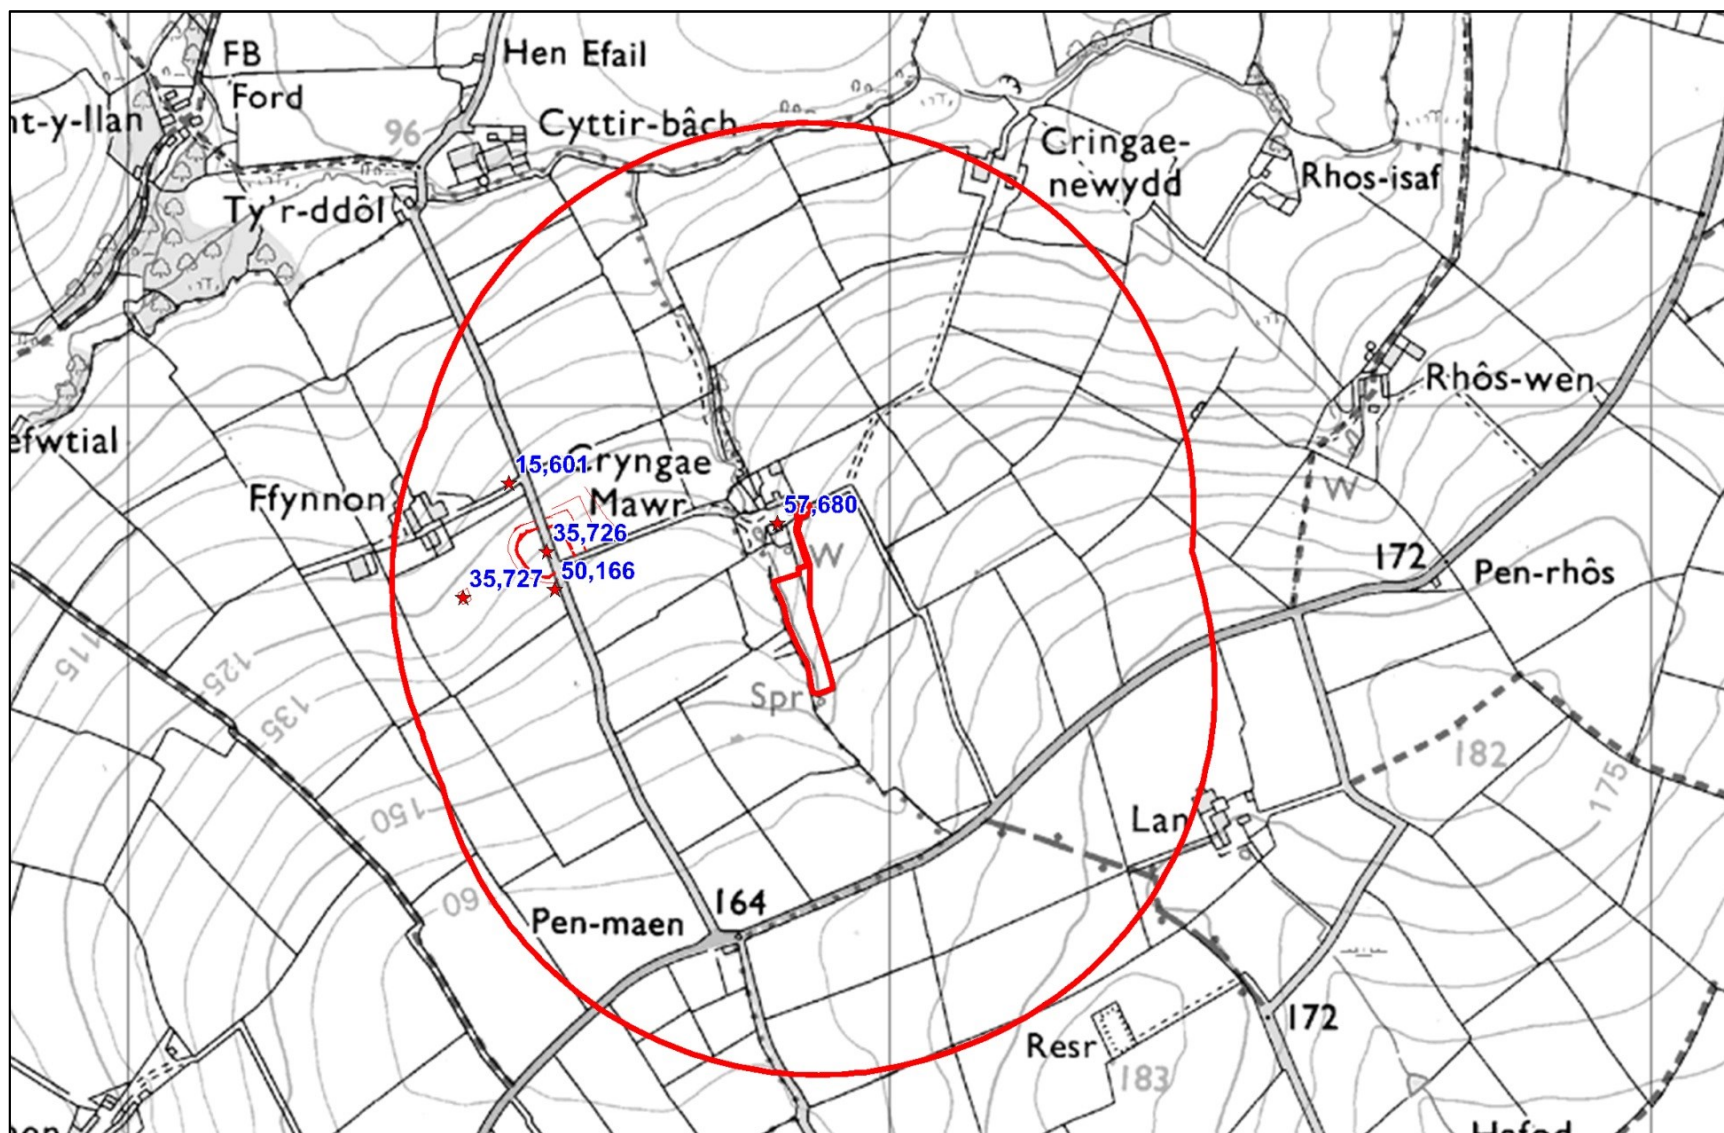 FB
Hen Efail
Ford
nt-y-llan
96
Cyttir-bâch
Cringae-
newydd
Rhos-isaf
Ty'r-ddôl
Rhôs-wen
efwtial
15,601
Cryngae
Mawr
Ffynnon
57,680
W
35,726
W
172
50,166
35,727
Pen-rhôs
115
125
Spr
135
182
175
150
Lan
60
164
Pen-maen
172
Resr
183
Hafod